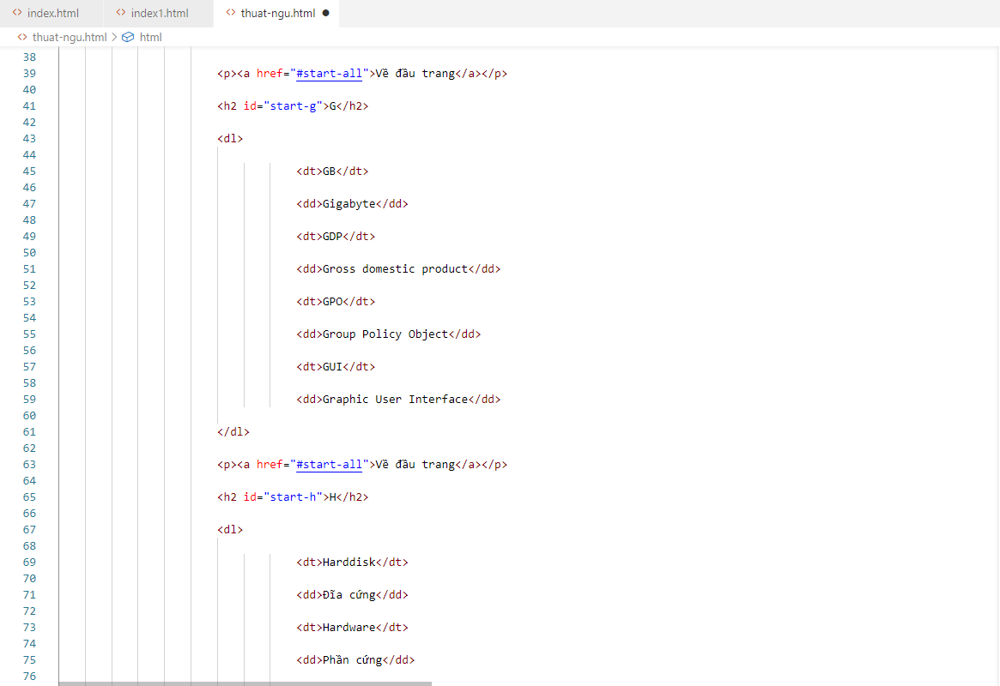 index.html index1.html thuat-ngu.html
thuat-ngu.html html
38
39 <p><a href="#start-all">Về đầu trang</a></p>
40
41 <h2 id="start-g">G</h2>
42
43 <dl>
44
45 <dt>GB</dt>
46
47 <dd>Gigabyte</dd>
48
49 <dt>GDP</dt>
50
51 <dd>Gross domestic product</dd>
52
53 <dt>GPO</dt>
54
55 <dd>Group Policy Object</dd>
56
57 <dt>GUI</dt>
58
59 <dd>Graphic User Interface</dd>
60
61 </dl>
62
63 <p><a href="#start-all">Về đầu trang</a></p>
64
65 <h2 id="start-h">H</h2>
66
67 <dl>
68
69 <dt>Harddisk</dt>
70
71 <dd>Đĩa cứng</dd>
72
73 <dt>Hardware</dt>
74
75 <dd>Phần cứng</dd>
76